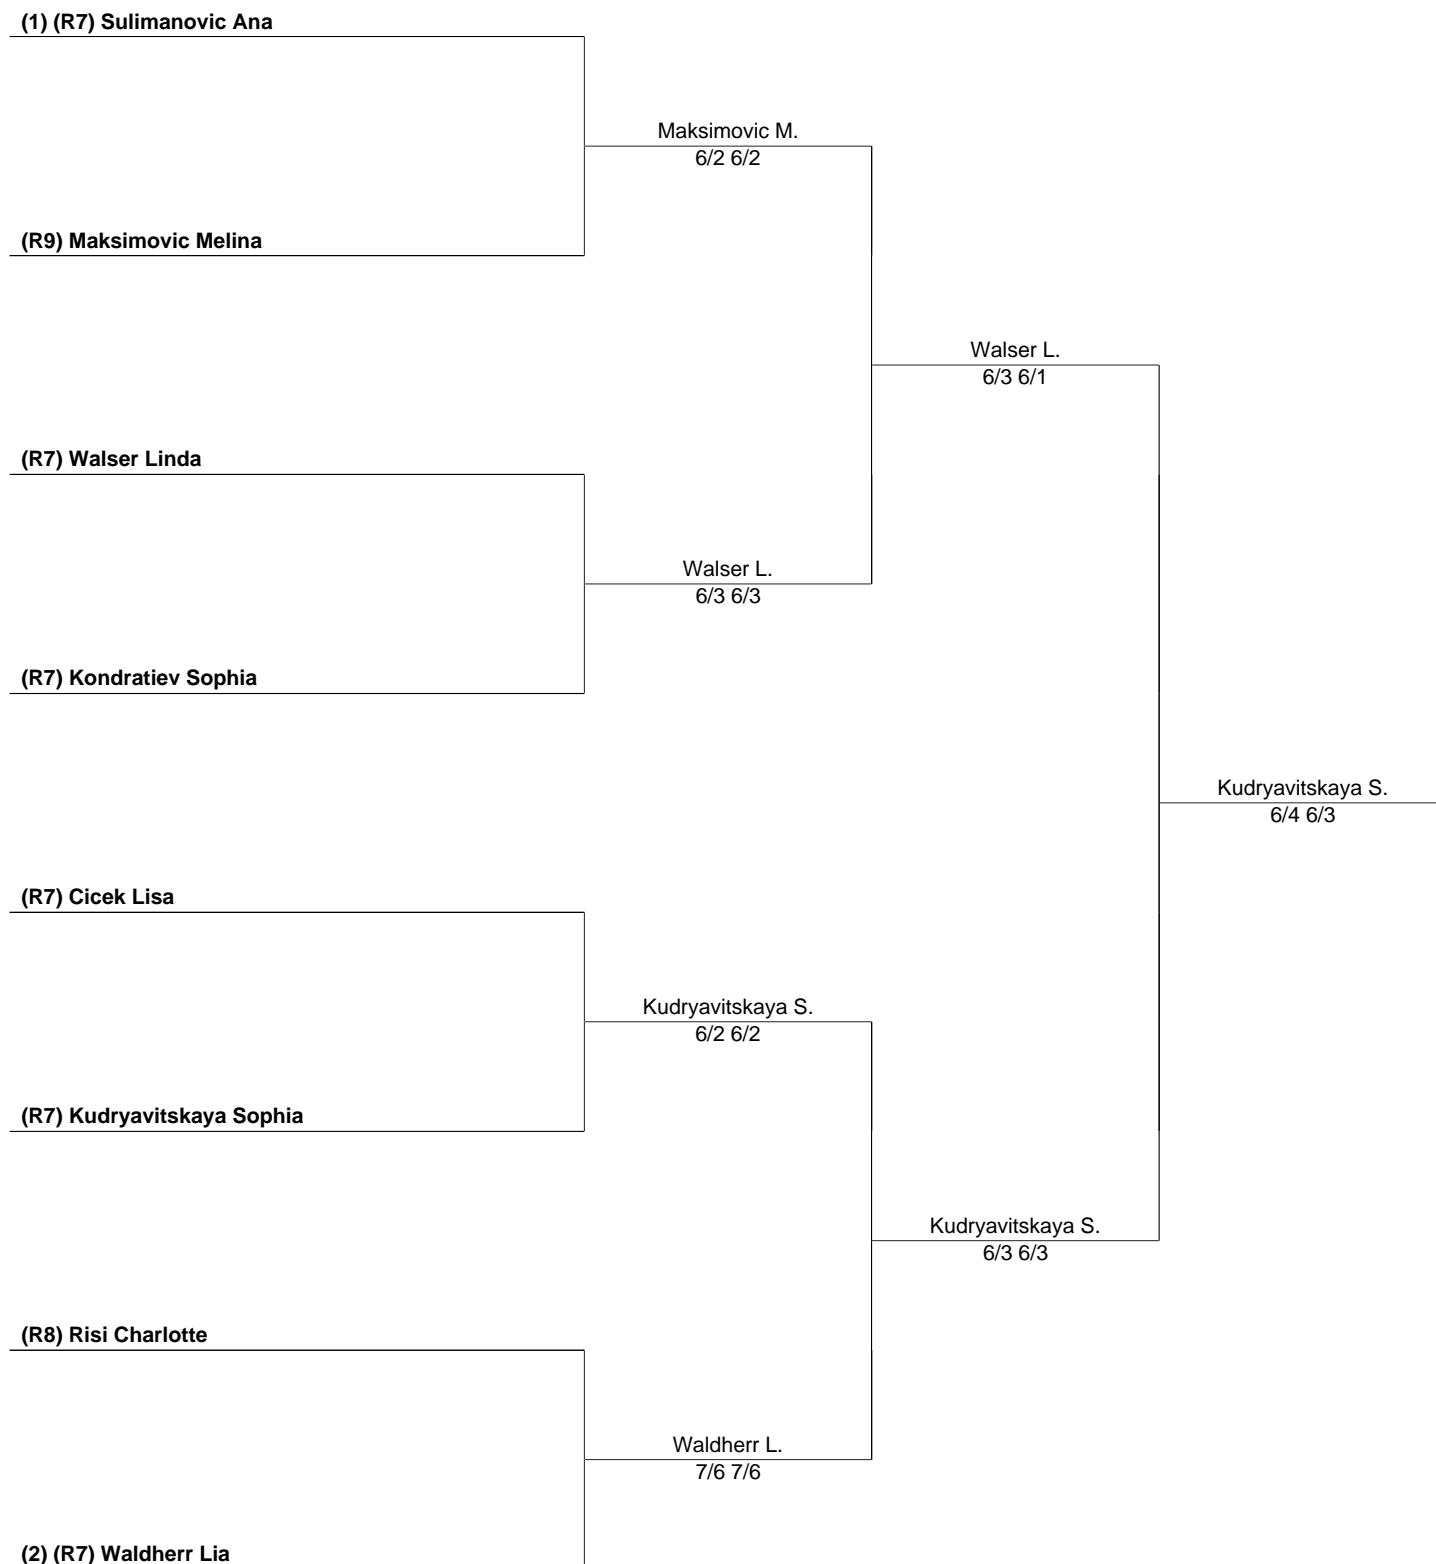 (1) (R7) Sulimanovic Ana
Maksimovic M.
6/2 6/2
(R9) Maksimovic Melina
Walser L.
6/3 6/1
(R7) Walser Linda
Walser L.
6/3 6/3
(R7) Kondratiev Sophia
Kudryavitskaya S.
6/4 6/3
(R7) Cicek Lisa
Kudryavitskaya S.
6/2 6/2
(R7) Kudryavitskaya Sophia
Kudryavitskaya S.
6/3 6/3
(R8) Risi Charlotte
Waldherr L.
7/6 7/6
(2) (R7) Waldherr Lia